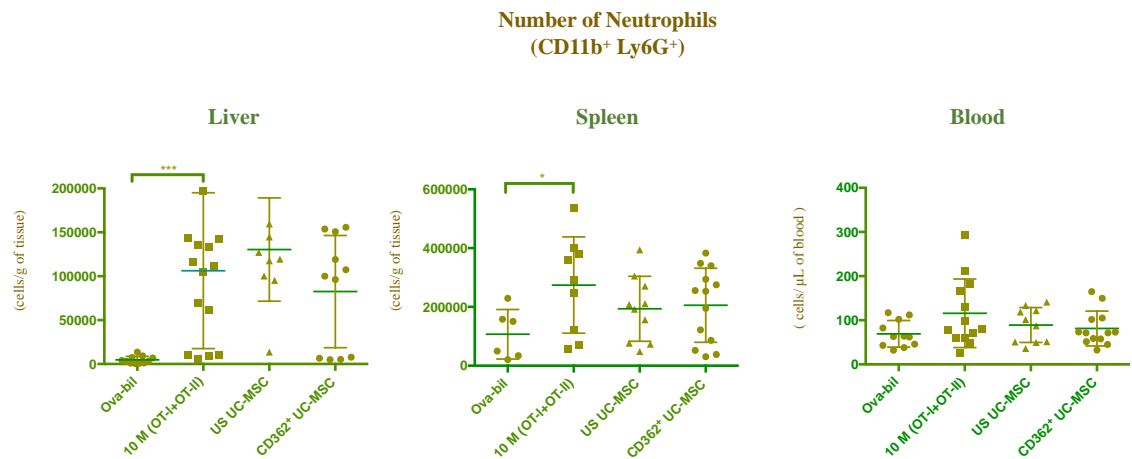 Number of Neutrophils
(CD11b⁺ Ly6G⁺)
Liver
(cells/g of tissue)
***
200000
150000
100000
50000
0
Ova-bil
10 M (OT-I+OT-II)
US UC-MSC
CD362⁺ UC-MSC
Spleen
(cells/g of tissue)
*
600000
400000
200000
0
Ova-bil
10 M (OT-I+OT-II)
US UC-MSC
CD362⁺ UC-MSC
Blood
( cells/ µL of blood )
400
300
200
100
0
Ova-bil
10 M (OT-I+OT-II)
US UC-MSC
CD362⁺ UC-MSC